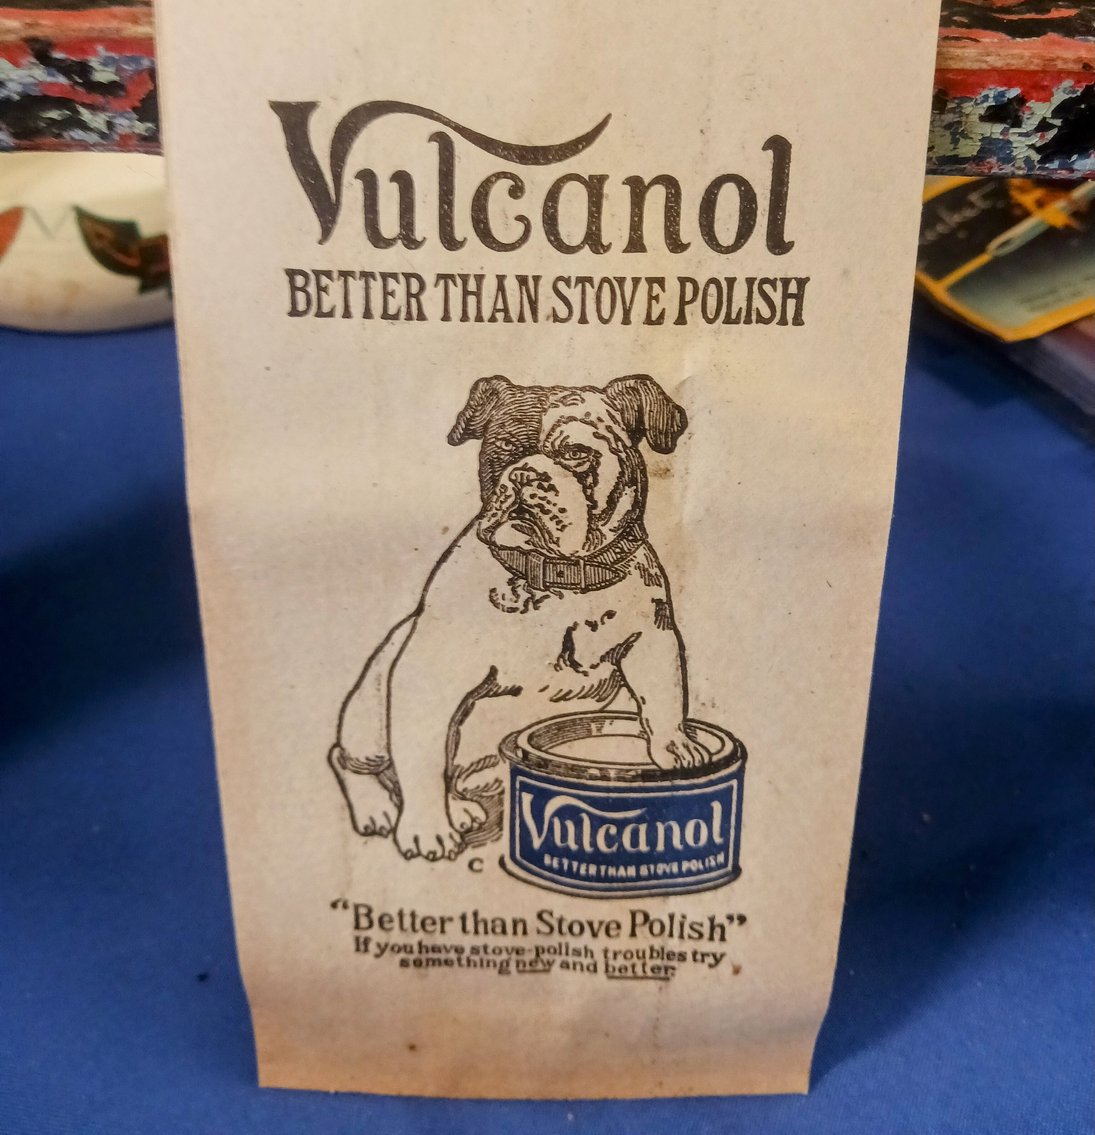 Vulcanol
BETTER THAN STOVE POLISH
Vulcanol
BETTER THAN STOVE POLISH
C
"Better than Stove Polish"
If you have stove-polish troubles try
something new and better.